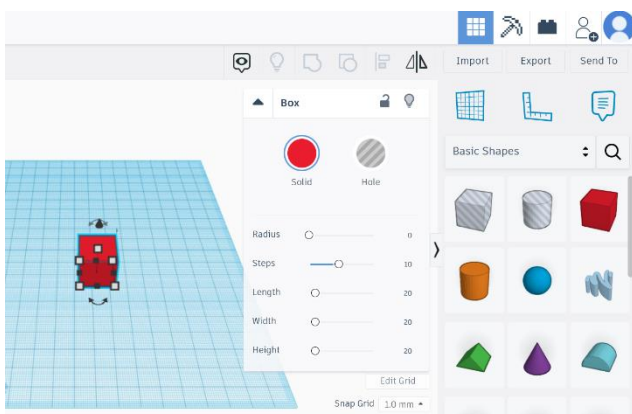 Import Export Send To
Box
Solid Hole
Basic Shapes
Radius 0
Steps 10
Length 20
Width 20
Height 20
Edit Grid
Snap Grid 1.0 mm